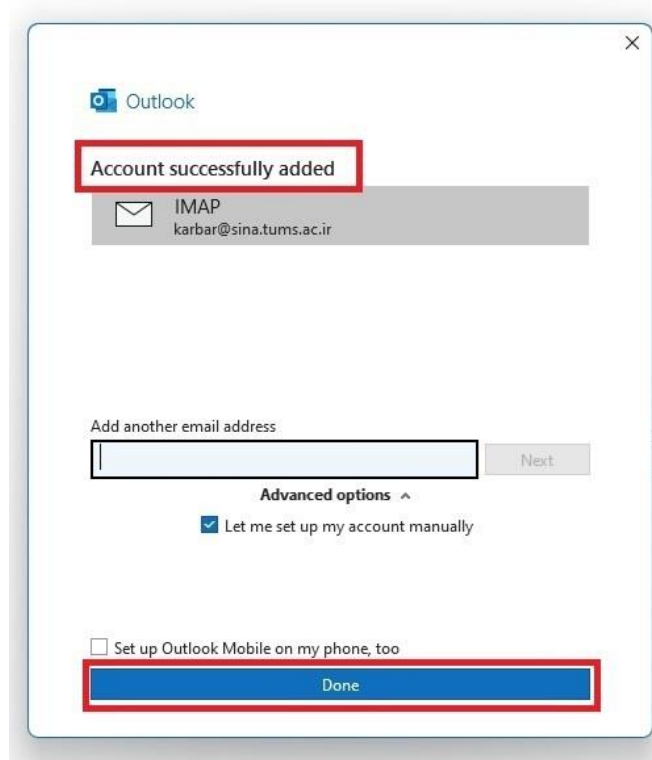 Outlook
Account successfully added
IMAP
karbar@sina.tums.ac.ir
Add another email address
Next
Advanced options
Let me set up my account manually
Set up Outlook Mobile on my phone, too
Done